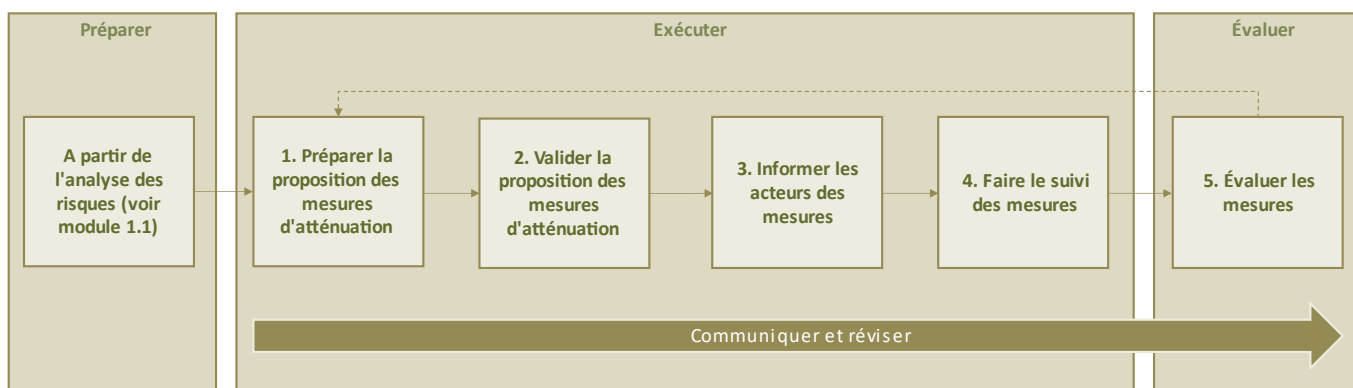 Préparer
A partir de
l'analyse des
risques (voir
module 1.1)
Exécuter
1. Préparer la
proposition des
mesures
d'atténuation
2. Valider la
proposition des
mesures
d'atténuation
3. Informer les
acteurs des
mesures
4. Faire le suivi
des mesures
Évaluer
5. Évaluer les
mesures
Communiquer et réviser